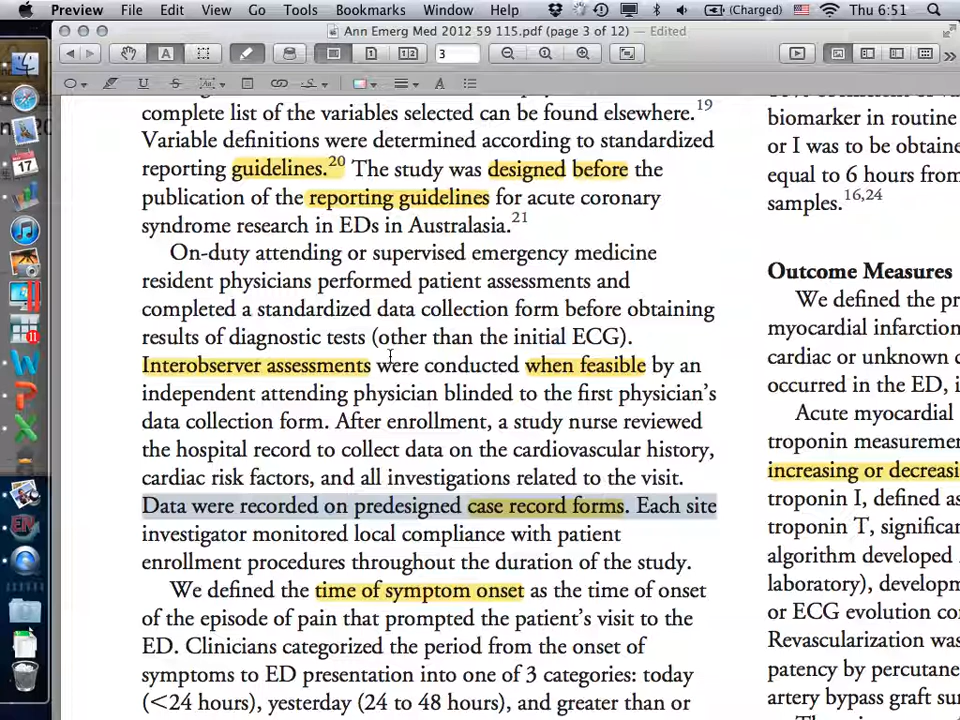 Preview File Edit View Go Tools Bookmarks Window Help (Charged) Thu 6:51
Ann Emerg Med 2012 59 115.pdf (page 3 of 12) — Edited
3
complete list of the variables selected can be found elsewhere.19
Variable definitions were determined according to standardized
reporting guidelines.20 The study was designed before the
publication of the reporting guidelines for acute coronary
syndrome research in EDs in Australasia.21
On-duty attending or supervised emergency medicine
resident physicians performed patient assessments and
completed a standardized data collection form before obtaining
results of diagnostic tests (other than the initial ECG).
Interobserver assessments were conducted when feasible by an
independent attending physician blinded to the first physician's
data collection form. After enrollment, a study nurse reviewed
the hospital record to collect data on the cardiovascular history,
cardiac risk factors, and all investigations related to the visit.
Data were recorded on predesigned case record forms. Each site
investigator monitored local compliance with patient
enrollment procedures throughout the duration of the study.
We defined the time of symptom onset as the time of onset
of the episode of pain that prompted the patient's visit to the
ED. Clinicians categorized the period from the onset of
symptoms to ED presentation into one of 3 categories: today
(<24 hours), yesterday (24 to 48 hours), and greater than or
biomarker in routine
or I was to be obtaine
equal to 6 hours from
samples.16,24
Outcome Measures
We defined the pr
myocardial infarction
cardiac or unknown c
occurred in the ED, i
Acute myocardial
troponin measuremen
increasing or decreasi
troponin I, defined as
troponin T, significan
algorithm developed
laboratory), developm
or ECG evolution co
Revascularization was
patency by percutane
artery bypass graft su
17
11